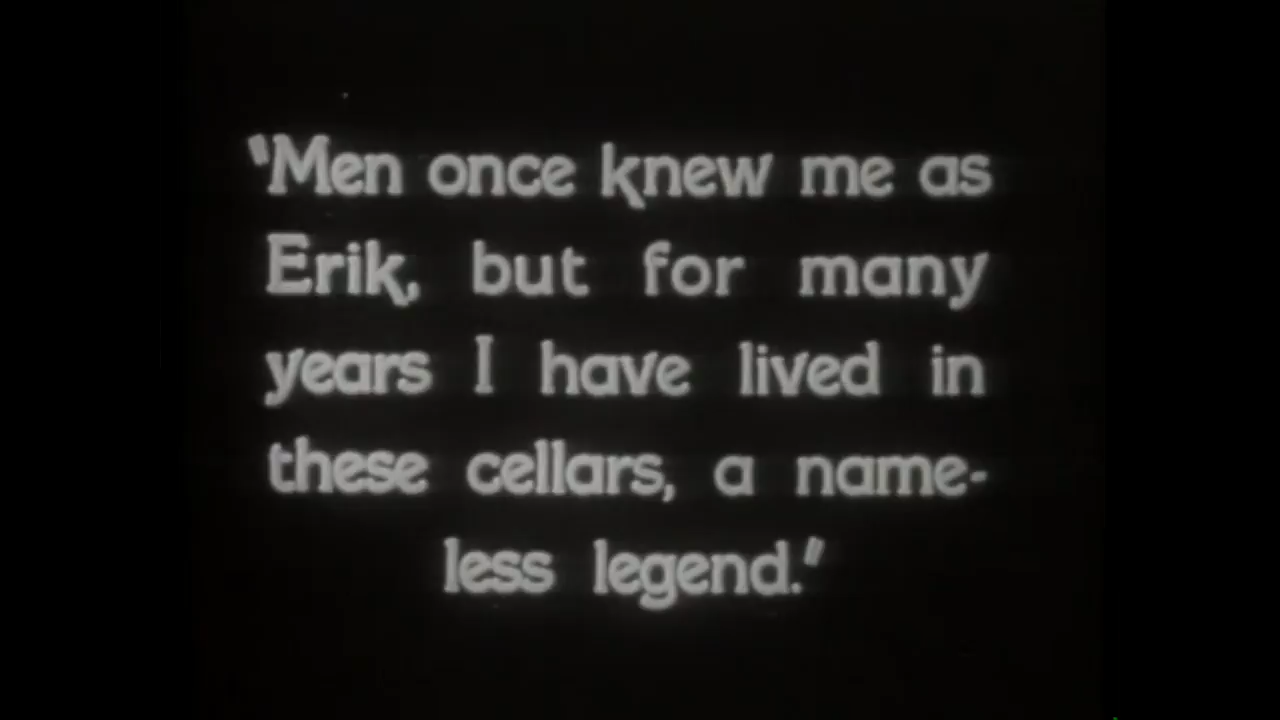 "Men once knew me as
Erik, but for many
years I have lived in
these cellars, a name-
less legend."